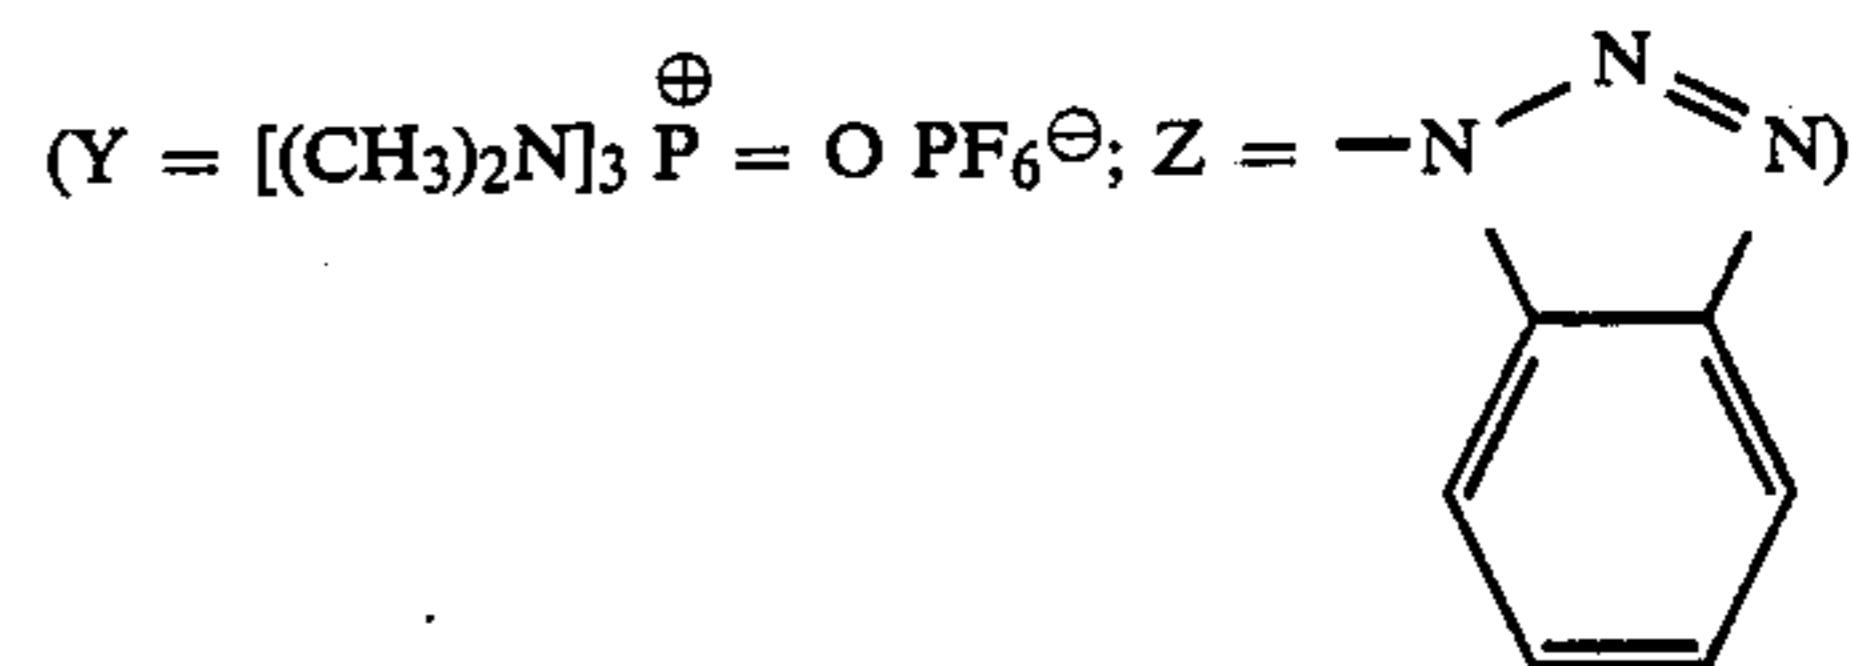 (Y = [(CH₃)₂N]₃ P⊕ = O PF₆⊖; Z = —N N N)